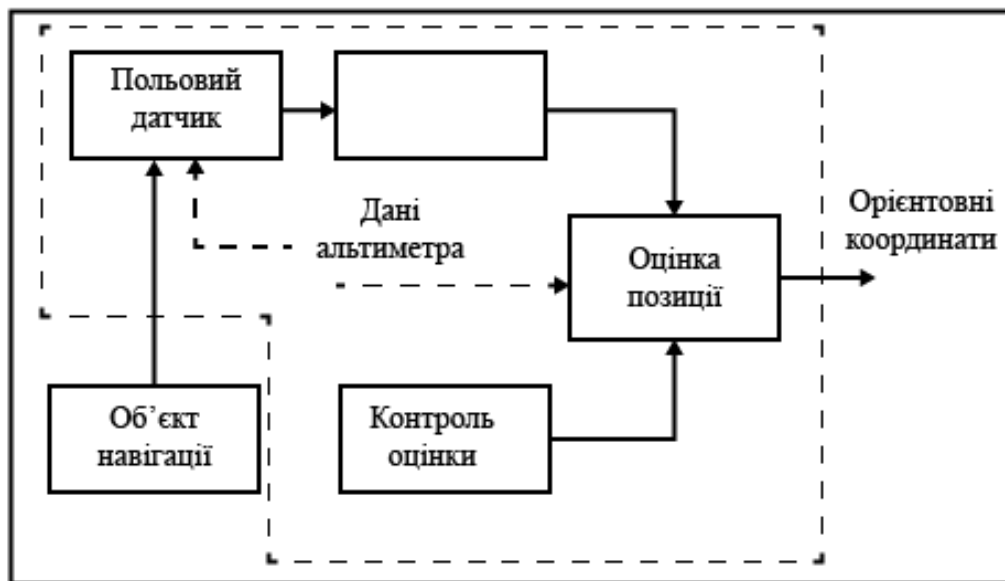 Польовий
датчик
Дані
альтиметра
Орієнтовні
координати
Оцінка
позиції
Об’єкт
навігації
Контроль
оцінки